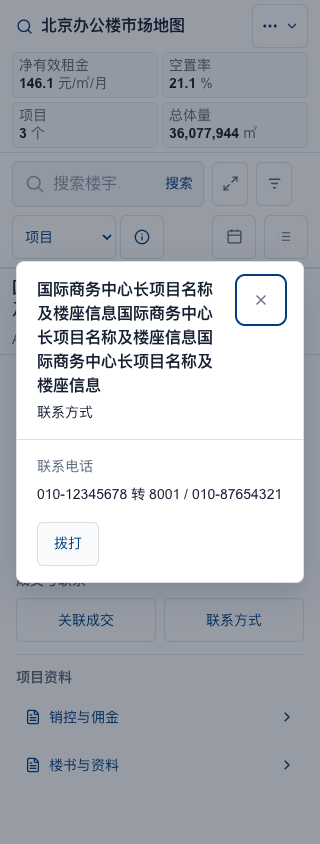 北京办公楼市场地图
净有效租金
146.1 元/㎡/月
空置率
21.1 %
项目
3 个
总体量
36,077,944 ㎡
搜索楼宇.
搜索
项目
国际商务中心长项目名称
及楼座信息国际商务中心
长项目名称及楼座信息国
际商务中心长项目名称及
楼座信息
联系方式
联系电话
010-12345678 转 8001 / 010-87654321
拨打
关联成交
联系方式
项目资料
销控与佣金
楼书与资料